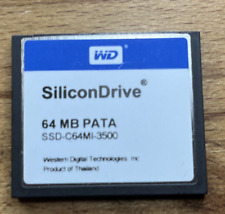 WD
SiliconDrive®
64 MB PATA
SSD-C64MI-3500
Western Digital Technologies, Inc.
Product of Thailand